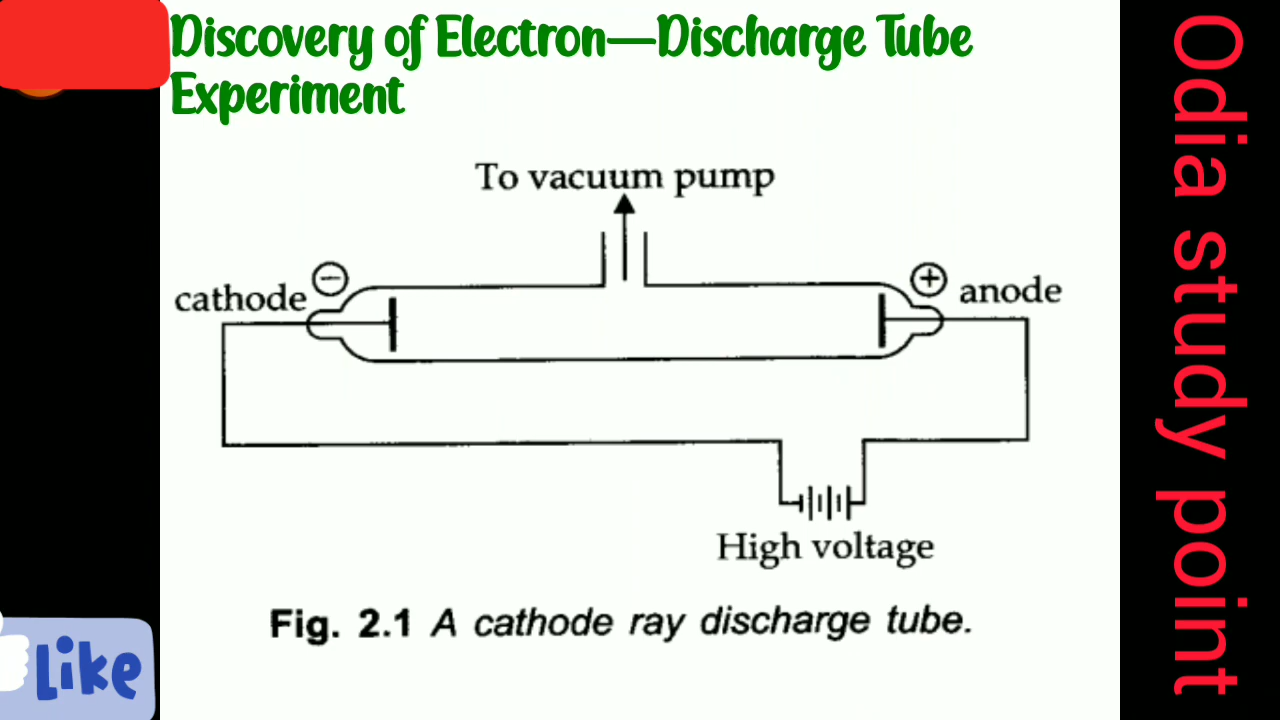 Discovery of Electron—Discharge Tube
Experiment
To vacuum pump
cathode
−
+
anode
High voltage
Fig. 2.1 A cathode ray discharge tube.
Like
Odia study point